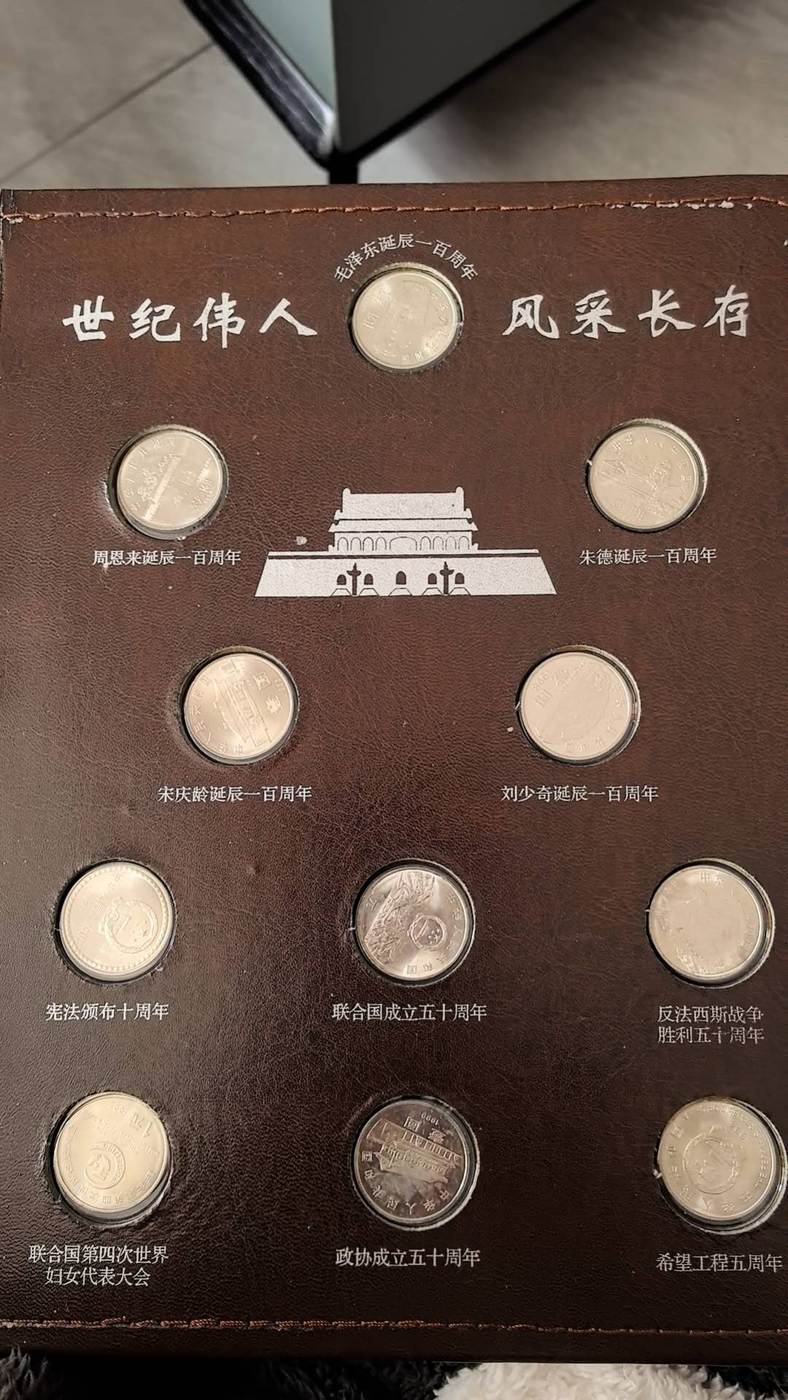 毛泽东诞辰一百周年
世纪伟人 风采长存
周恩来诞辰一百周年
朱德诞辰一百周年
宋庆龄诞辰一百周年
刘少奇诞辰一百周年
宪法颁布十周年
联合国成立五十周年
反法西斯战争
胜利五十周年
联合国第四次世界
妇女代表大会
政协成立五十周年
希望工程五周年